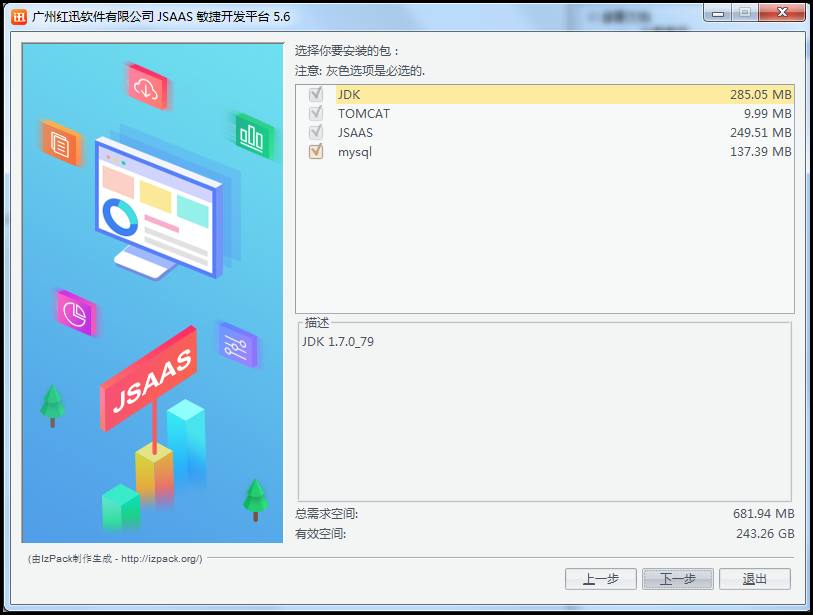 广州红迅软件有限公司 JSAAS 敏捷开发平台 5.6
选择你要安装的包：
注意: 灰色选项是必选的.
JDK 285.05 MB
TOMCAT 9.99 MB
JSAAS 249.51 MB
mysql 137.39 MB
描述
JDK 1.7.0_79
JSAAS
总需求空间: 681.94 MB
有效空间: 243.26 GB
(由IzPack制作生成 - http://izpack.org/)
上一步 下一步 退出